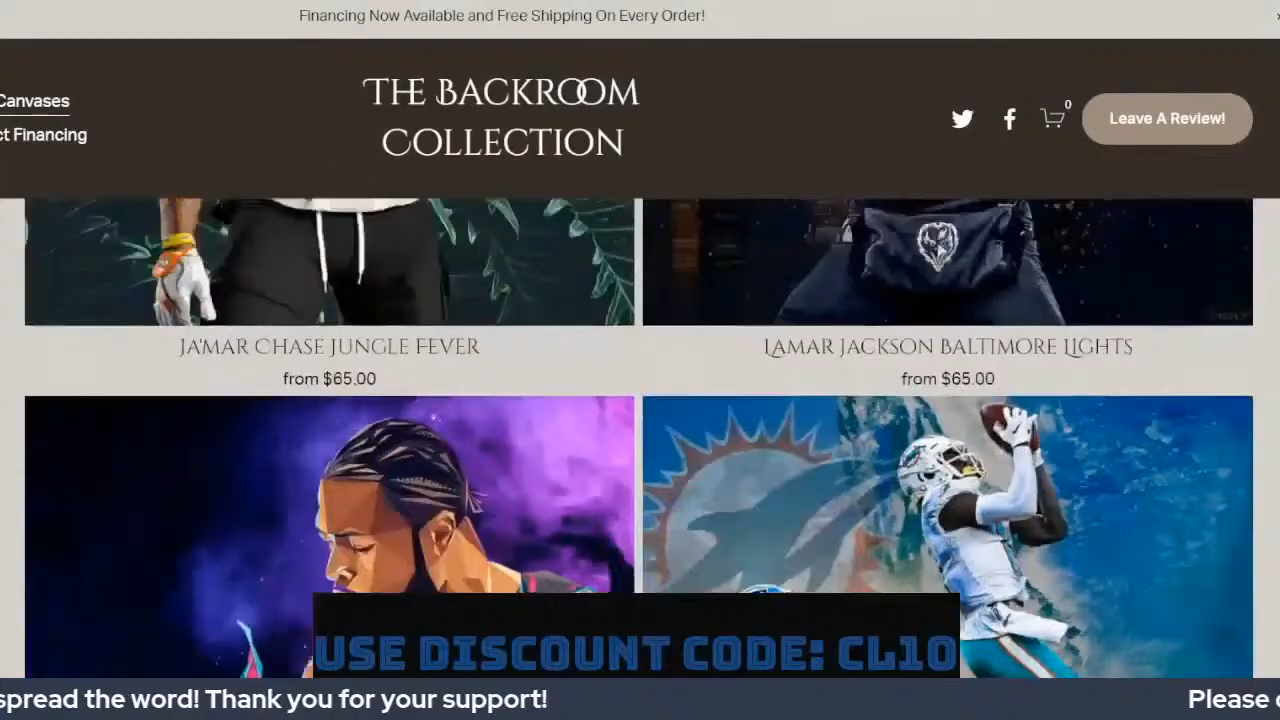 Financing Now Available and Free Shipping On Every Order!
Canvases
ct Financing
The Backroom
Collection
0
Leave A Review!
Ja'Marr Chase Jungle Fever
from $65.00
Lamar Jackson Baltimore Lights
from $65.00
USE DISCOUNT CODE: CL10
spread the word! Thank you for your support!
Please